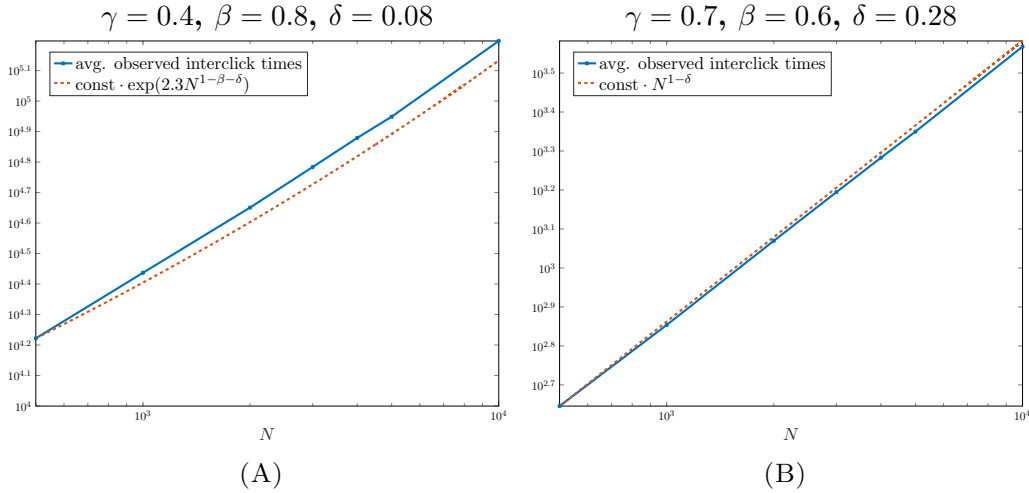 γ = 0.4, β = 0.8, δ = 0.08
avg. observed interclick times
const · exp(2.3N^{1−β−δ})
10^{5.1}
10^{5}
10^{4.9}
10^{4.8}
10^{4.7}
10^{4.6}
10^{4.5}
10^{4.4}
10^{4.3}
10^{4.2}
10^{4.1}
10^{4}
10^{3}
10^{4}
N
(A)
γ = 0.7, β = 0.6, δ = 0.28
avg. observed interclick times
const · N^{1−δ}
10^{3.5}
10^{3.4}
10^{3.3}
10^{3.2}
10^{3.1}
10^{3}
10^{2.9}
10^{2.8}
10^{2.7}
10^{3}
10^{4}
N
(B)